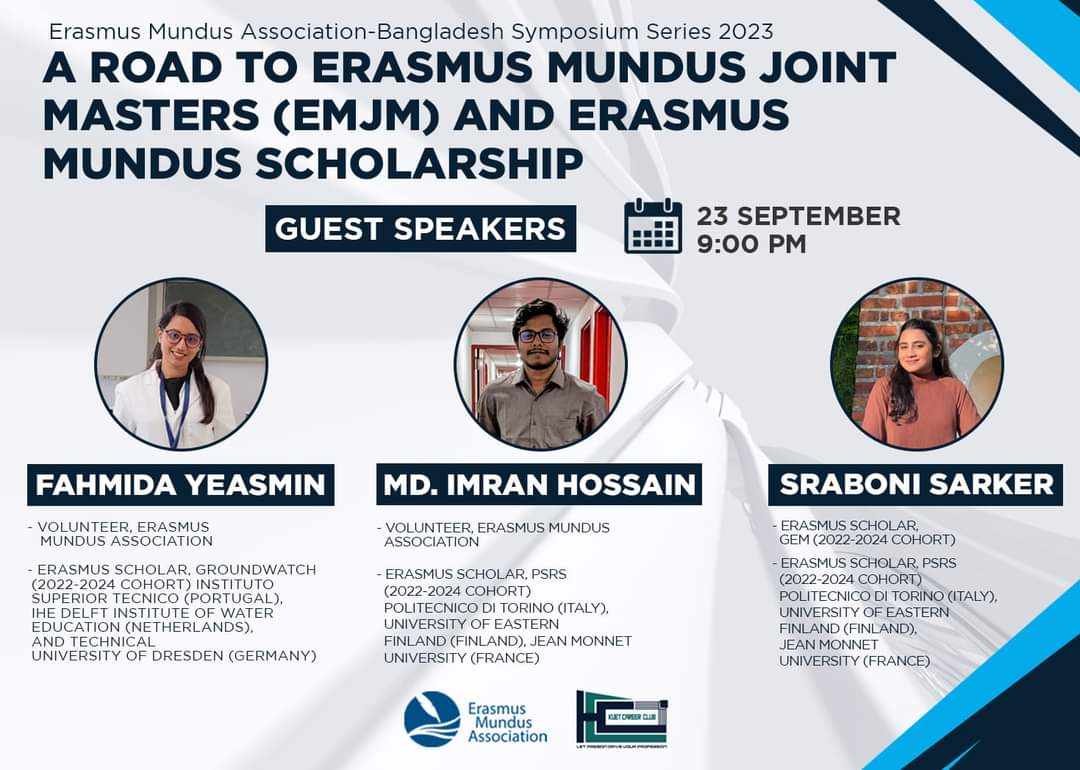 Erasmus Mundus Association-Bangladesh Symposium Series 2023
A ROAD TO ERASMUS MUNDUS JOINT
MASTERS (EMJM) AND ERASMUS
MUNDUS SCHOLARSHIP
GUEST SPEAKERS
23 SEPTEMBER
9:00 PM
FAHMIDA YEASMIN
- VOLUNTEER, ERASMUS
MUNDUS ASSOCIATION
- ERASMUS SCHOLAR, GROUNDWATCH
(2022-2024 COHORT) INSTITUTO
SUPERIOR TECNICO (PORTUGAL),
IHE DELFT INSTITUTE OF WATER
EDUCATION (NETHERLANDS),
AND TECHNICAL
UNIVERSITY OF DRESDEN (GERMANY)
MD. IMRAN HOSSAIN
- VOLUNTEER, ERASMUS MUNDUS
ASSOCIATION
- ERASMUS SCHOLAR, PSRS
(2022-2024 COHORT)
POLITECNICO DI TORINO (ITALY),
UNIVERSITY OF EASTERN
FINLAND (FINLAND), JEAN MONNET
UNIVERSITY (FRANCE)
SRABONI SARKER
- ERASMUS SCHOLAR,
GEM (2022-2024 COHORT)
- ERASMUS SCHOLAR, PSRS
(2022-2024 COHORT)
POLITECNICO DI TORINO (ITALY),
UNIVERSITY OF EASTERN
FINLAND (FINLAND),
JEAN MONNET
UNIVERSITY (FRANCE)
Erasmus
Mundus
Association
KUET CAREER CLUB
LET PASSION DRIVE YOUR PROFESSION